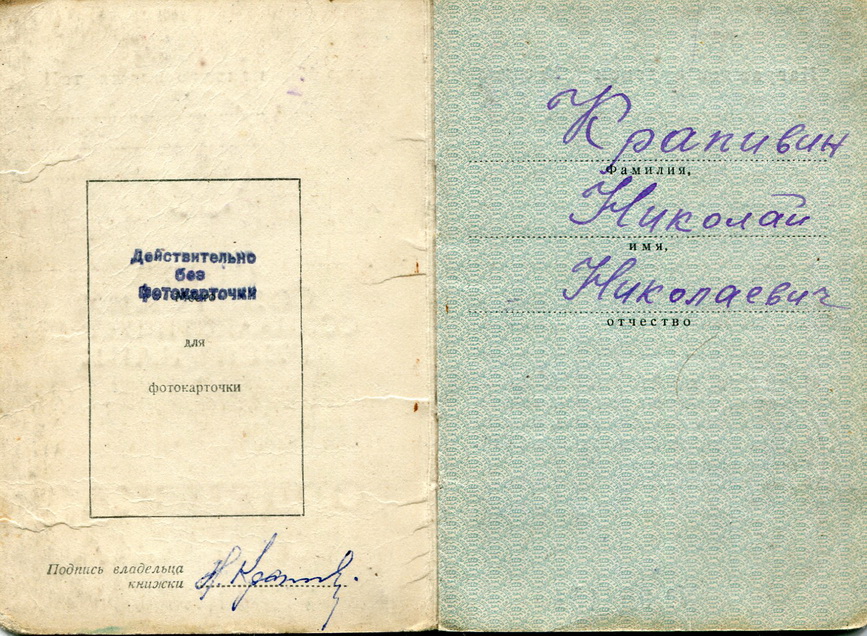 Действительно
без
Фотокарточки
для
фотокарточки
Подпись владельца
книжки
Крапивин
фамилия,
Николай
имя,
Николаевич
отчество